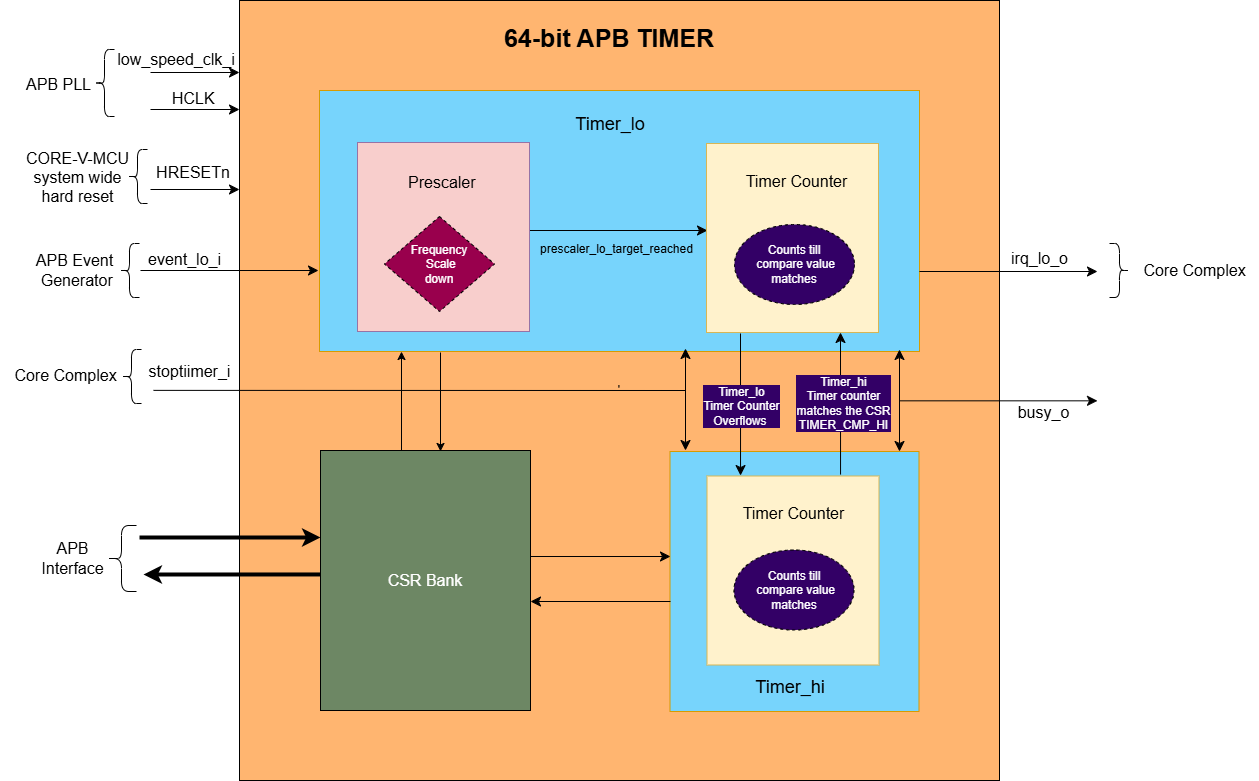 64-bit APB TIMER
low_speed_clk_i
APB PLL
HCLK
CORE-V-MCU
system wide
hard reset
HRESETn
APB Event
Generator
event_lo_i
Core Complex
stoptiimer_i
APB
Interface
Timer_lo
Prescaler
Frequency
Scale
down
prescaler_lo_target_reached
Timer Counter
Counts till
compare value
matches
irq_lo_o
Core Complex
Timer_lo
Timer Counter
Overflows
Timer_hi
Timer counter
matches the CSR
TIMER_CMP_HI
busy_o
CSR Bank
Timer Counter
Counts till
compare value
matches
Timer_hi